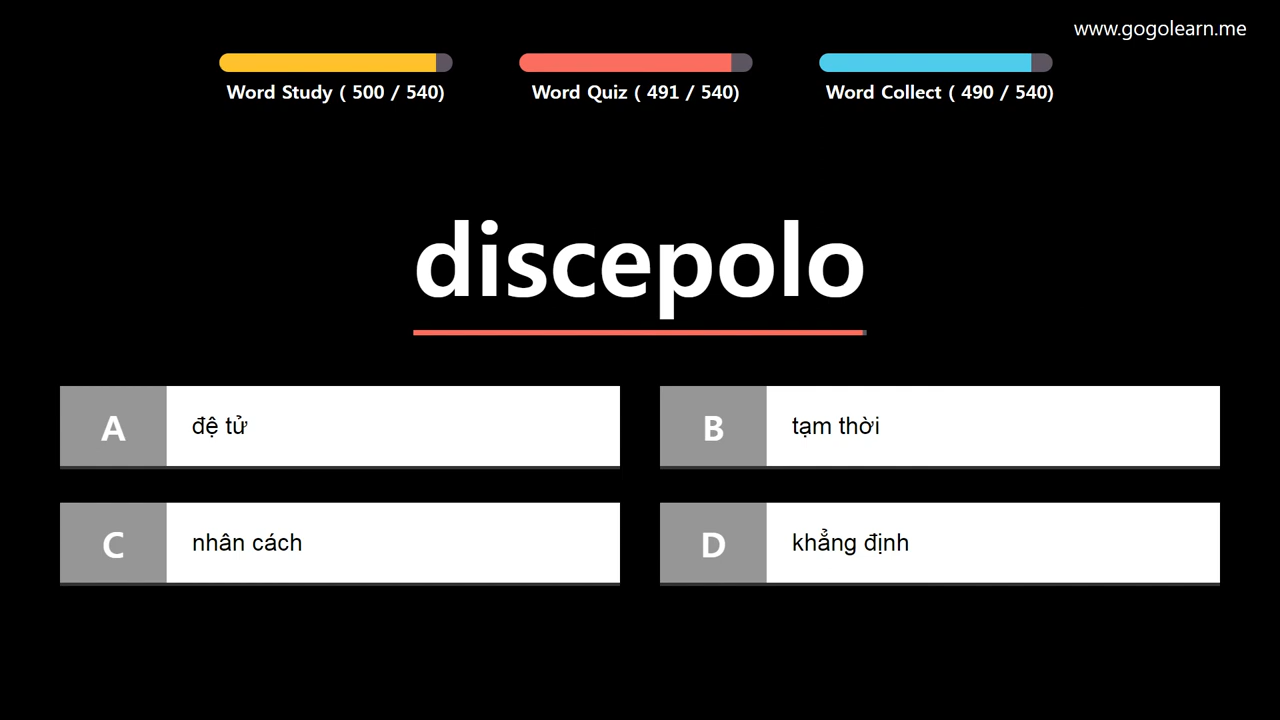 www.gogolearn.me
Word Study ( 500 / 540)
Word Quiz ( 491 / 540)
Word Collect ( 490 / 540)
discepolo
A đệ tử
B tạm thời
C nhân cách
D khẳng định